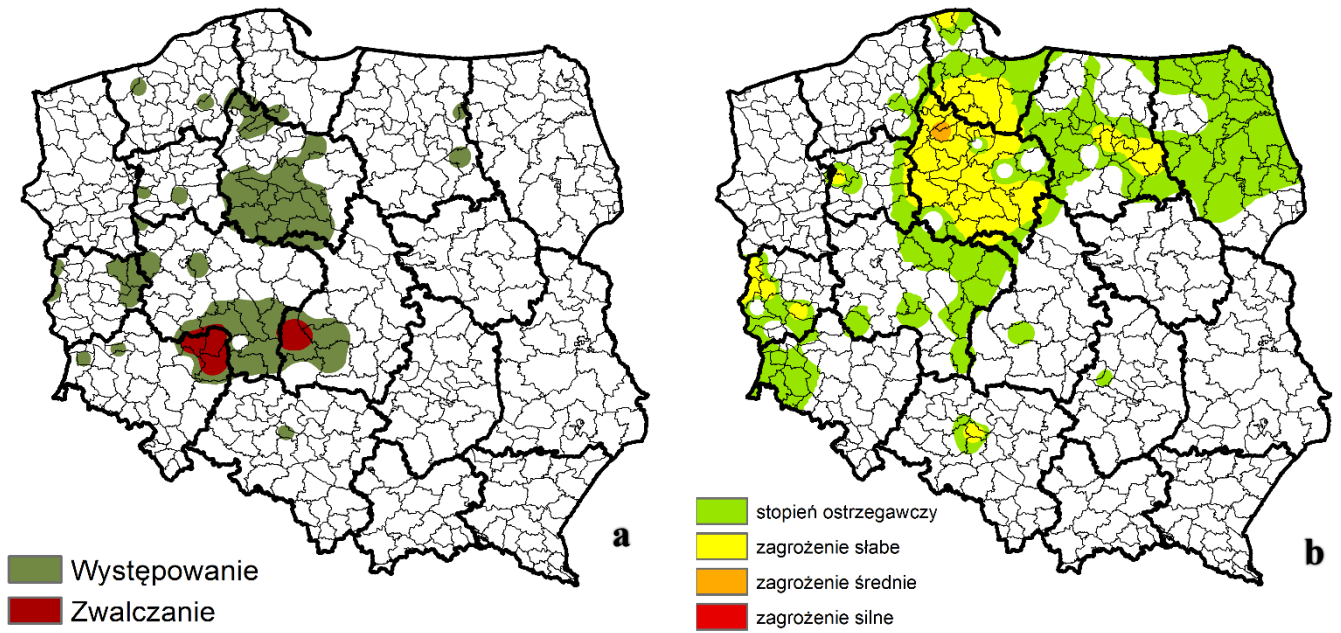 a
Występowanie
Zwalczanie
stopień ostrzegawczy
zagrożenie słabe
zagrożenie średnie
zagrożenie silne
b